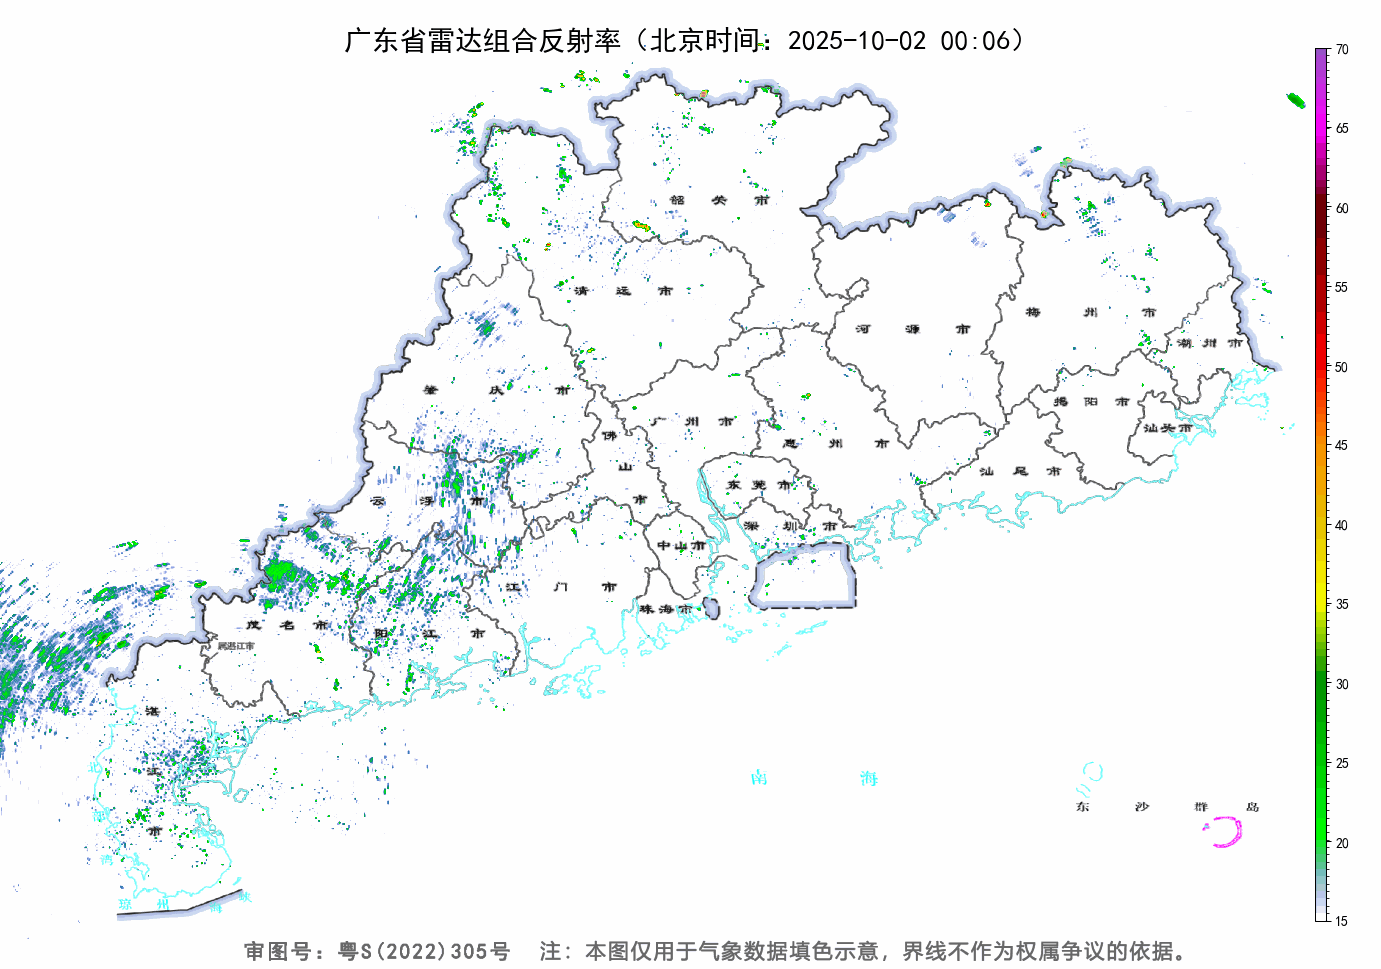 广东省雷达组合反射率（北京时间：2025-10-02 00:06）
70
65
60
55
50
45
40
35
30
25
20
15
韶关市
清远市
河源市
梅州市
潮州市
肇庆市
广州市
佛山市
惠州市
揭阳市
汕头市
汕尾市
云浮市
东莞市
深圳市
中山市
江门市
珠海市
茂名市
阳江市
属湛江市
湛江市
北部湾
琼州海峡
南海
东沙群岛
审图号：粤S(2022)305号 注：本图仅用于气象数据填色示意，界线不作为权属争议的依据。